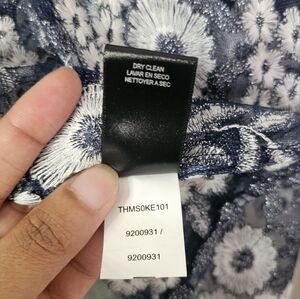 DRY CLEAN
LAVAR EN SECO
NETTOYER A SEC
THMS0KE101
9200931 /
9200931